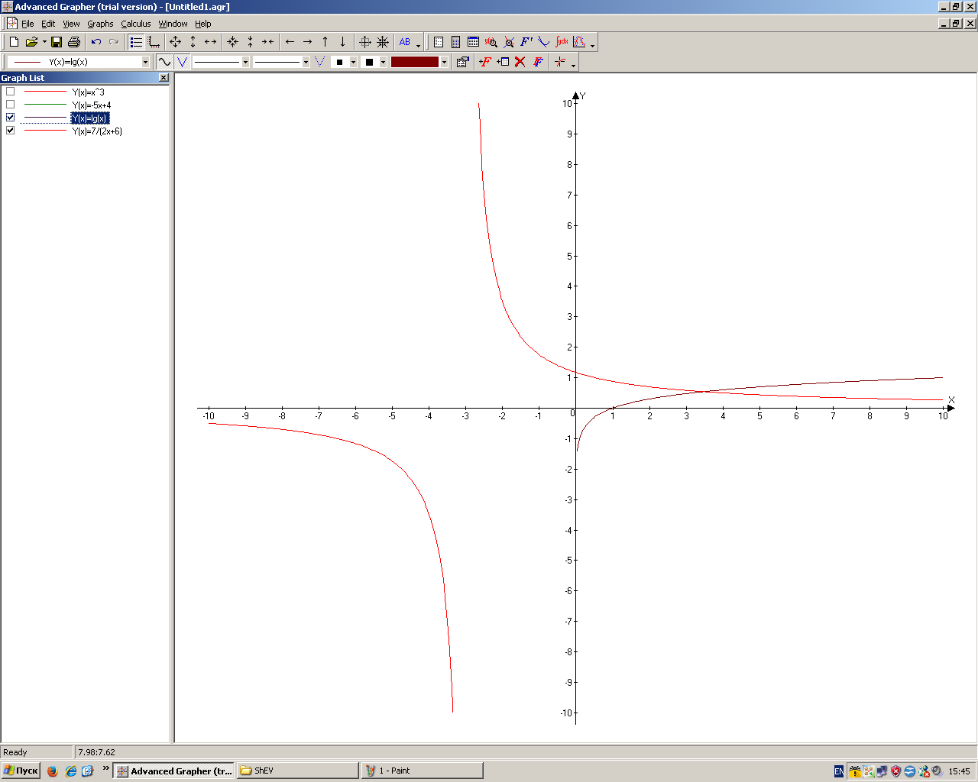 Advanced Grapher (trial version) - [Untitled1.agr]
File Edit View Graphs Calculus Window Help
AB
Y(x)=lg(x)
Graph List
Y(x)=x^3
Y(x)=-5x+4
Y(x)=lg(x)
Y(x)=7/(2x+6)
Y
10
9
8
7
6
5
4
3
2
1
X
-10 -9 -8 -7 -6 -5 -4 -3 -2 -1 0 1 2 3 4 5 6 7 8 9 10
-1
-2
-3
-4
-5
-6
-7
-8
-9
-10
Ready 7.98:7.62
Пуск » Advanced Grapher (tr... ShEV 1 - Paint EN 15:45